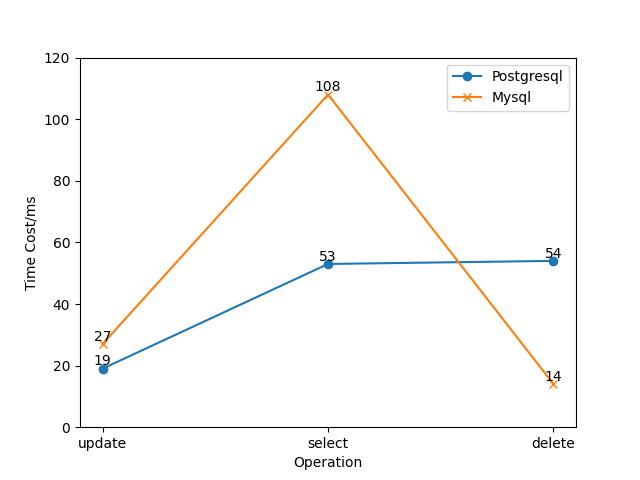 120
100
80
60
40
20
0
Time Cost/ms
Postgresql
Mysql
108
53
54
27
19
14
update select delete
Operation